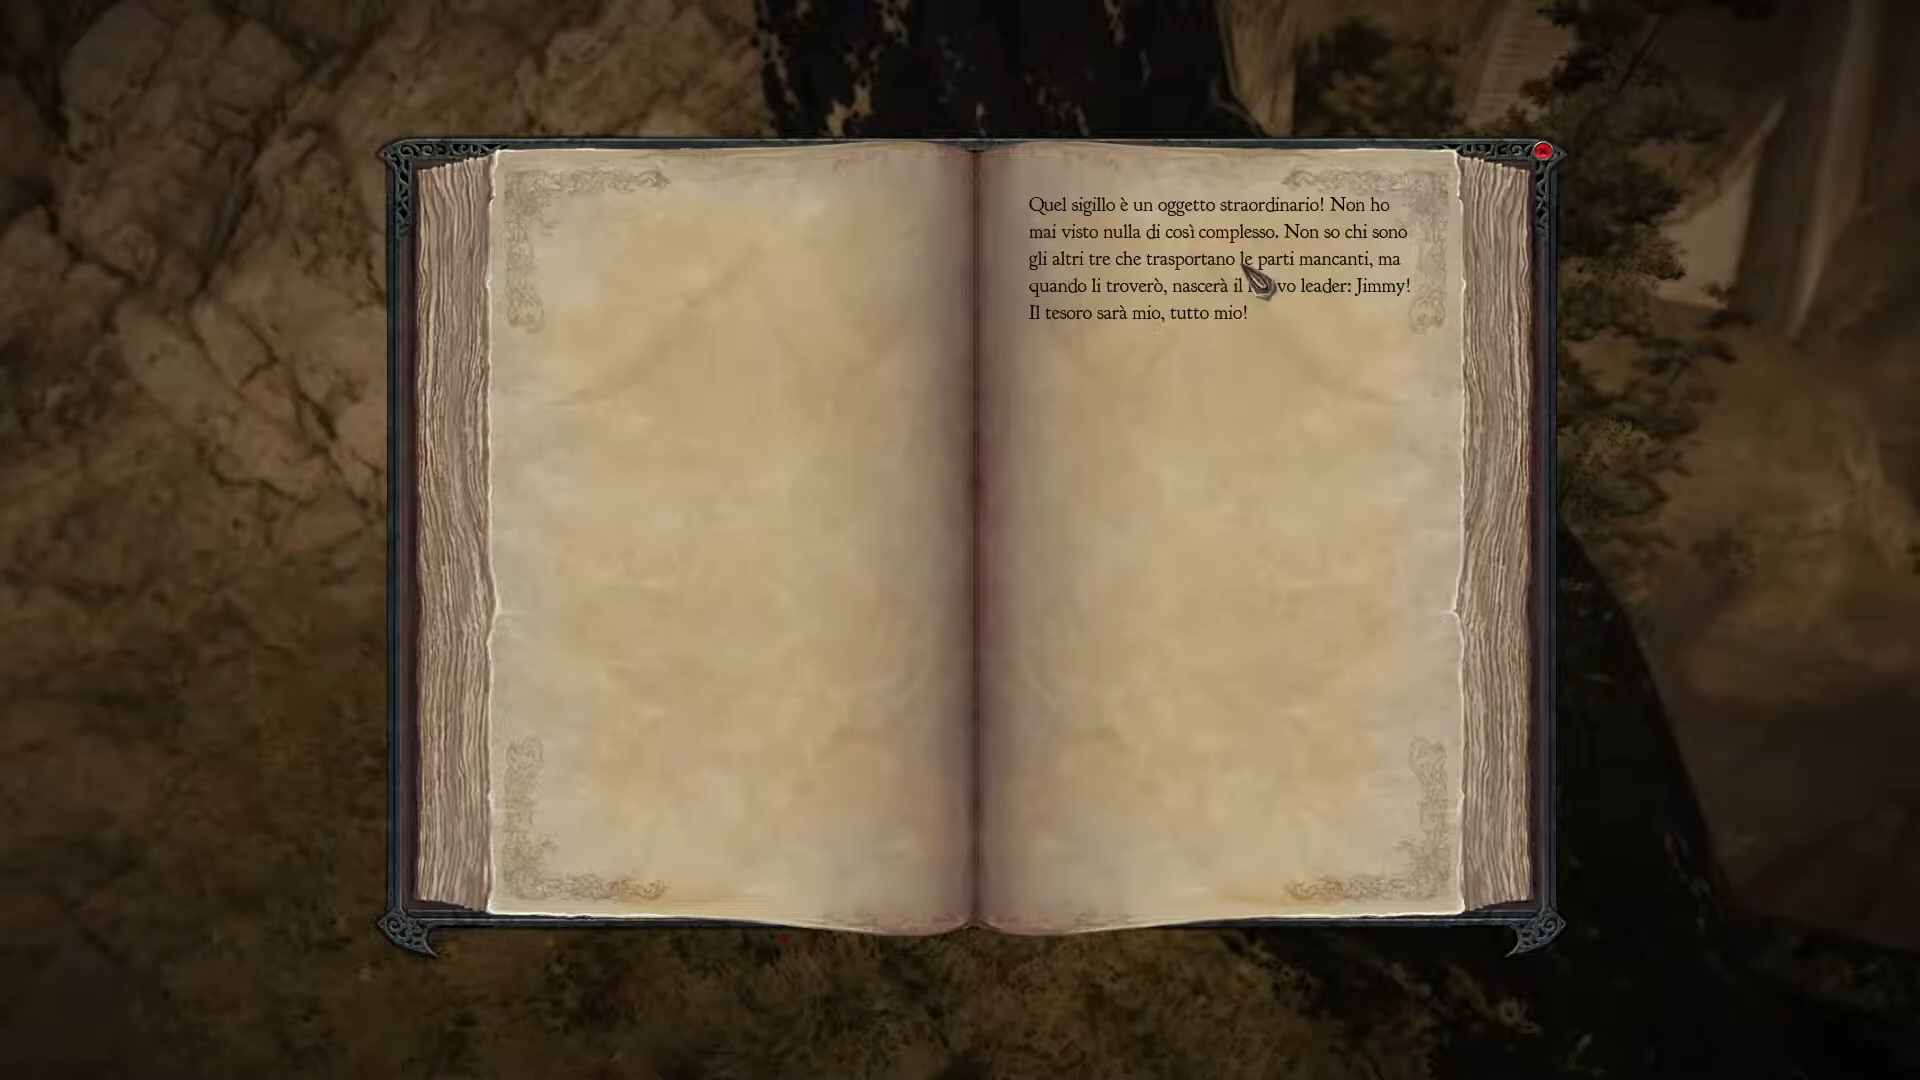 Quel sigillo è un oggetto straordinario! Non ho
mai visto nulla di così complesso. Non so chi sono
gli altri tre che trasportano le parti mancanti, ma
quando li troverò, nascerà il leader: Jimmy!
Il tesoro sarà mio, tutto mio!